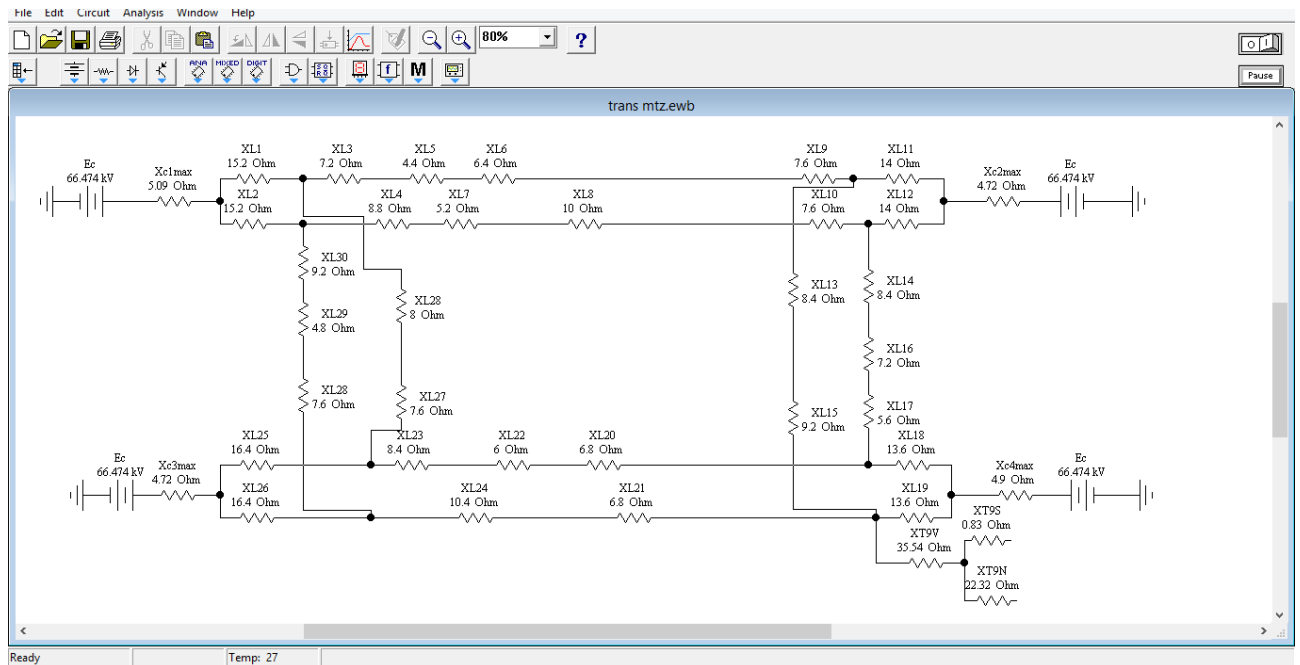 File Edit Circuit Analysis Window Help
80%
?
ANA MIXED DIGIT
M
Pause
trans mtz.ewb
XL1
15.2 Ohm
XL3
7.2 Ohm
XL5
4.4 Ohm
XL6
6.4 Ohm
XL9
7.6 Ohm
XL11
14 Ohm
Ec
66.474 kV
Xc1max
5.09 Ohm
XL2
15.2 Ohm
XL4
8.8 Ohm
XL7
5.2 Ohm
XL8
10 Ohm
XL10
7.6 Ohm
XL12
14 Ohm
Xc2max
4.72 Ohm
Ec
66.474 kV
XL30
9.2 Ohm
XL29
4.8 Ohm
XL28
8 Ohm
XL13
8.4 Ohm
XL14
8.4 Ohm
XL16
7.2 Ohm
XL28
7.6 Ohm
XL27
7.6 Ohm
XL15
9.2 Ohm
XL17
5.6 Ohm
XL25
16.4 Ohm
XL23
8.4 Ohm
XL22
6 Ohm
XL20
6.8 Ohm
XL18
13.6 Ohm
Ec
66.474 kV
Xc3max
4.72 Ohm
XL26
16.4 Ohm
XL24
10.4 Ohm
XL21
6.8 Ohm
XL19
13.6 Ohm
Xc4max
4.9 Ohm
Ec
66.474 kV
XT9S
0.83 Ohm
XT9V
35.54 Ohm
XT9N
22.32 Ohm
Ready
Temp: 27